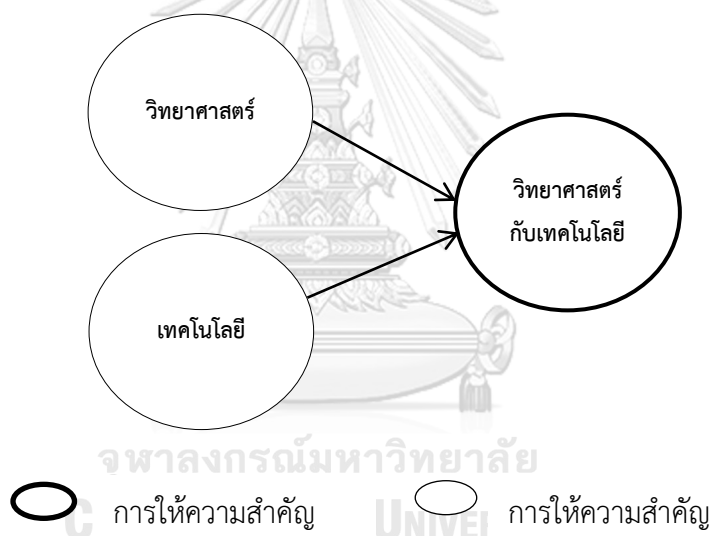 วิทยาศาสตร์
วิทยาศาสตร์
กับเทคโนโลยี
เทคโนโลยี
จุฬาลงกรณ์มหาวิทยาลัย
การให้ความสำคัญ
C
UNIVE
การให้ความสำคัญ